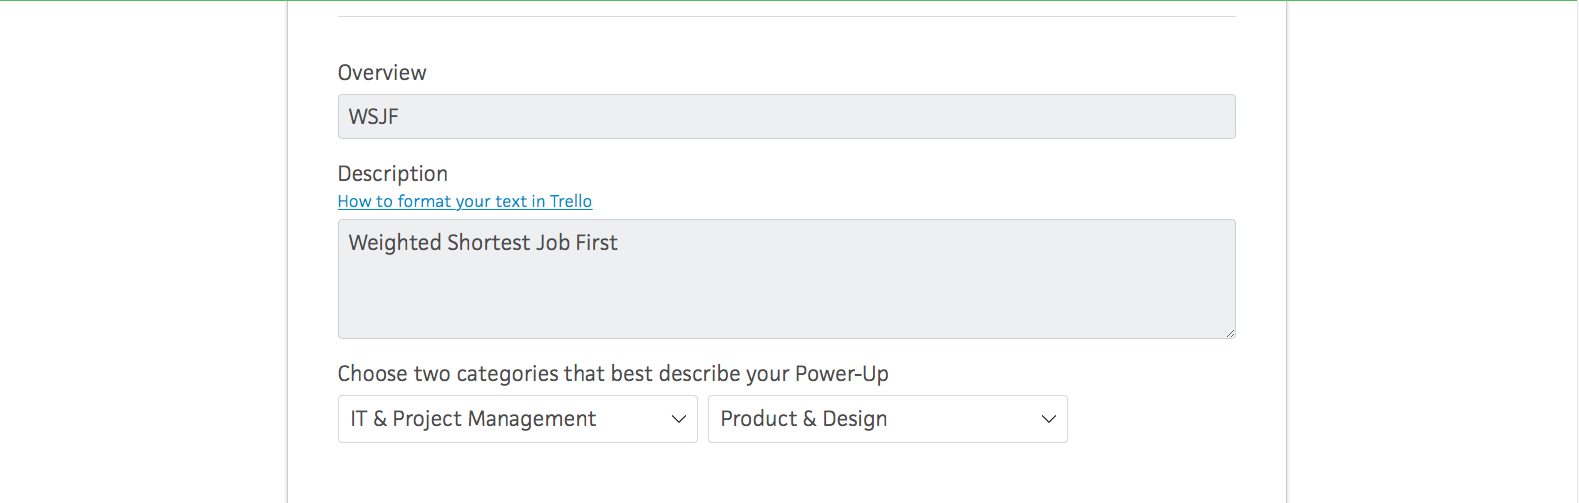 Overview
WSJF
Description
How to format your text in Trello
Weighted Shortest Job First
Choose two categories that best describe your Power-Up
IT & Project Management
Product & Design